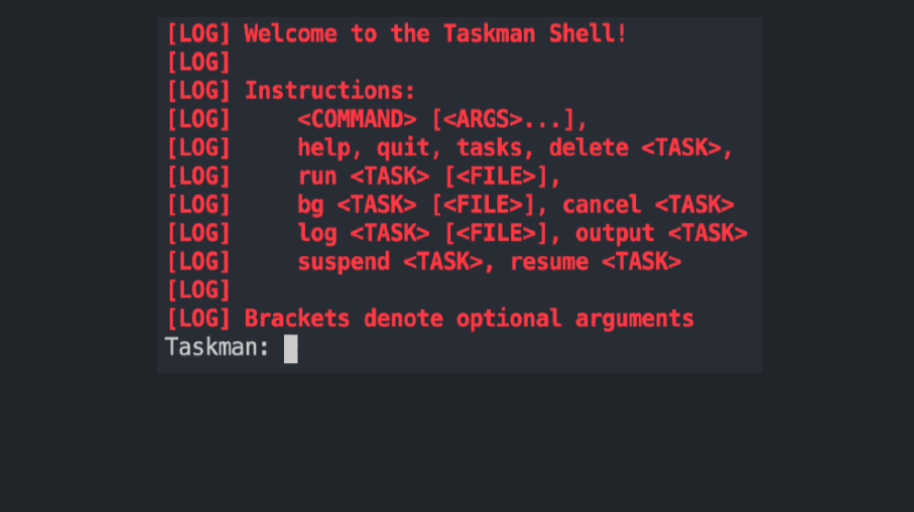 [LOG] Welcome to the Taskman Shell!
[LOG]
[LOG] Instructions:
[LOG]     <COMMAND> [<ARGS>...],
[LOG]     help, quit, tasks, delete <TASK>,
[LOG]     run <TASK> [<FILE>],
[LOG]     bg <TASK> [<FILE>], cancel <TASK>
[LOG]     log <TASK> [<FILE>], output <TASK>
[LOG]     suspend <TASK>, resume <TASK>
[LOG]
[LOG] Brackets denote optional arguments
Taskman: